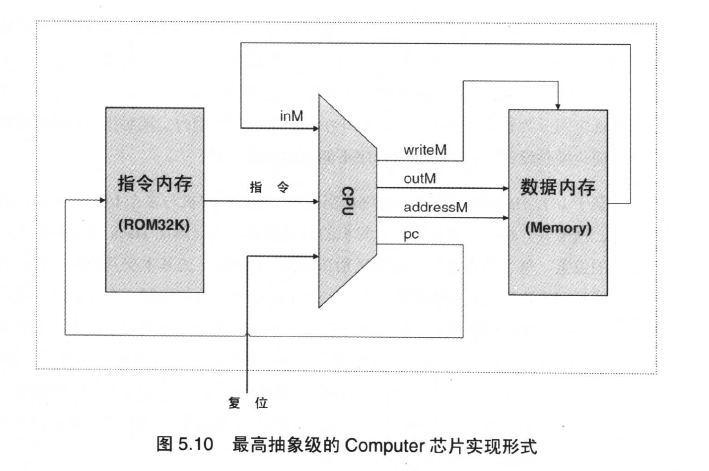 inM
writeM
指令内存
(ROM32K)
指 令
CPU
outM
数据内存
addressM
(Memory)
pc
复 位
图 5.10 最高抽象级的 Computer 芯片实现形式